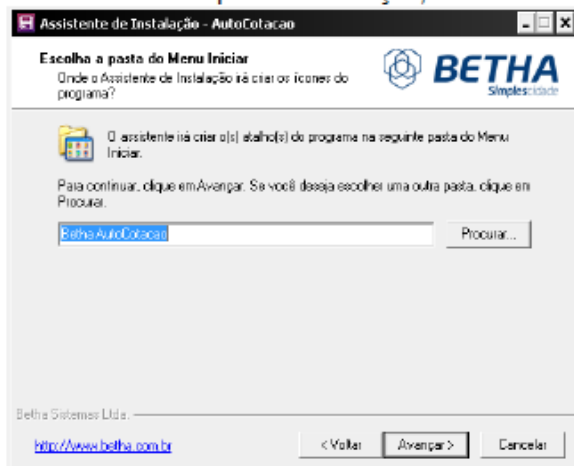 Assistente de Instalação - AutoCotacao
Escolha a pasta do Menu Iniciar
Onde o Assistente de Instalação irá criar os ícones do
programa?
BETHA
Simplescidade
O assistente irá criar o(s) atalho(s) do programa na seguinte pasta do Menu
Iniciar.
Para continuar, clique em Avançar. Se você deseja escolher uma outra pasta, clique em
Procurar.
Betha AutoCotacao
Procurar...
Betha Sistemas Ltda.
http://www.betha.com.br
< Voltar
Avançar >
Cancelar